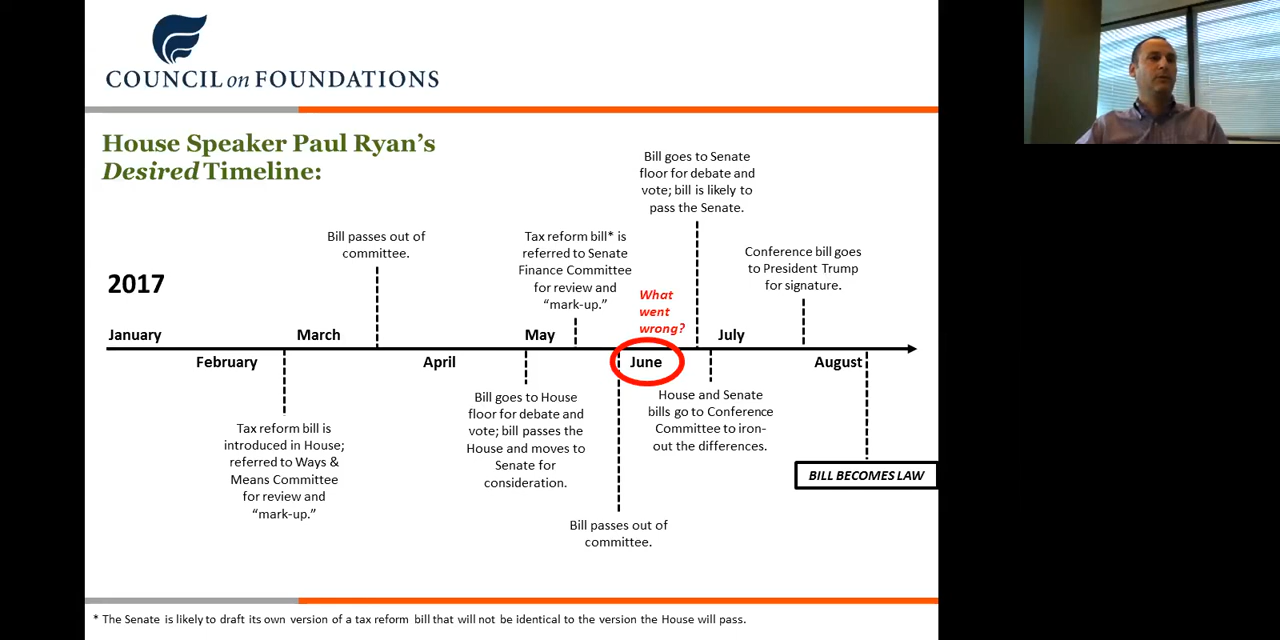 COUNCIL on FOUNDATIONS
House Speaker Paul Ryan's
Desired Timeline:
Bill goes to Senate
floor for debate and
vote; bill is likely to
pass the Senate.
Bill passes out of
committee.
Tax reform bill* is
referred to Senate
Finance Committee
for review and
“mark-up.”
Conference bill goes
to President Trump
for signature.
2017
What
went
wrong?
January
March
May
July
February
April
June
August
Tax reform bill is
introduced in House;
referred to Ways &
Means Committee
for review and
“mark-up.”
Bill goes to House
floor for debate and
vote; bill passes the
House and moves to
Senate for
consideration.
House and Senate
bills go to Conference
Committee to iron-
out the differences.
BILL BECOMES LAW
Bill passes out of
committee.
* The Senate is likely to draft its own version of a tax reform bill that will not be identical to the version the House will pass.